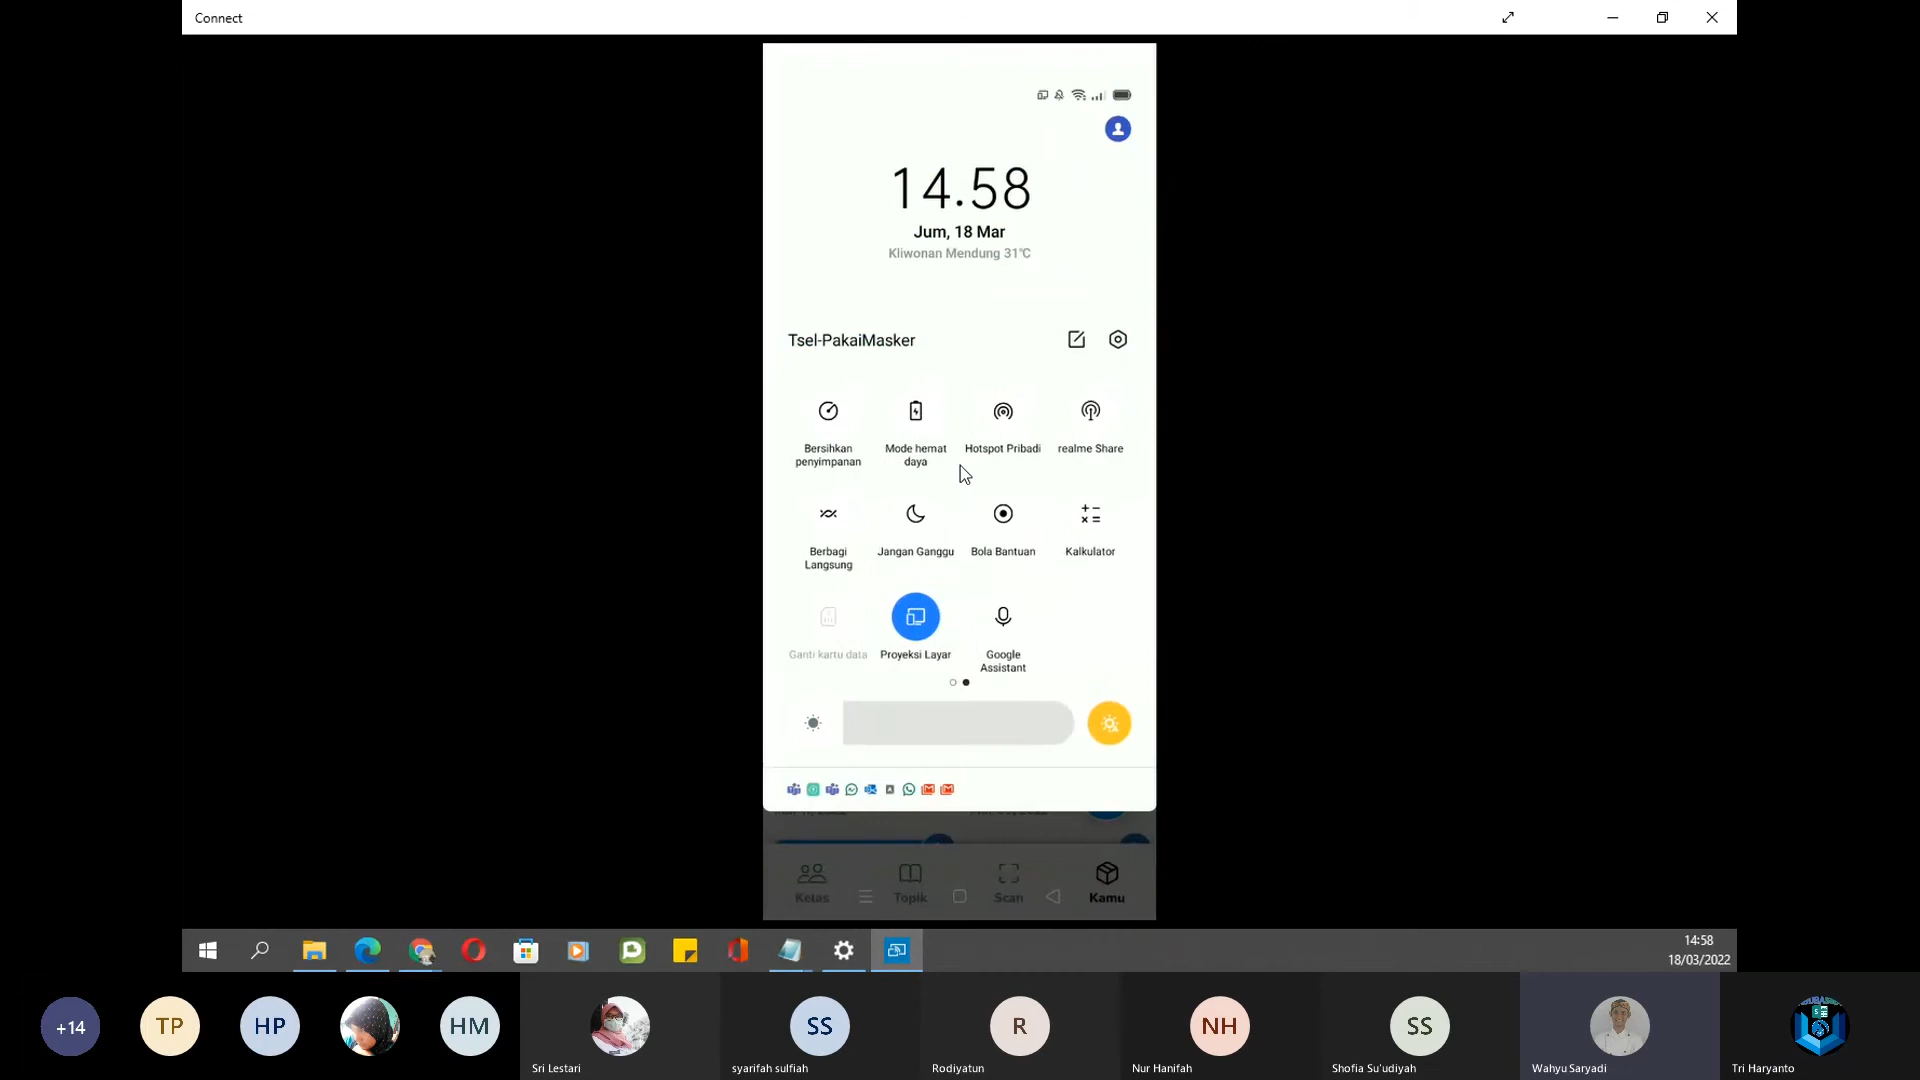 Connect
14.58
Jum, 18 Mar
Kliwonan Mendung 31°C
Tsel-PakaiMasker
Bersihkan penyimpanan
Mode hemat daya
Hotspot Pribadi
realme Share
Berbagi Langsung
Jangan Ganggu
Bola Bantuan
Kalkulator
Ganti kartu data
Proyeksi Layar
Google Assistant
Kelas
Topik
Scan
Kamu
14:58
18/03/2022
+14
TP
HP
HM
Sri Lestari
SS
syarifah sulfiah
R
Rodiyatun
NH
Nur Hanifah
SS
Shofia Su'udiyah
Wahyu Saryadi
Tri Haryanto